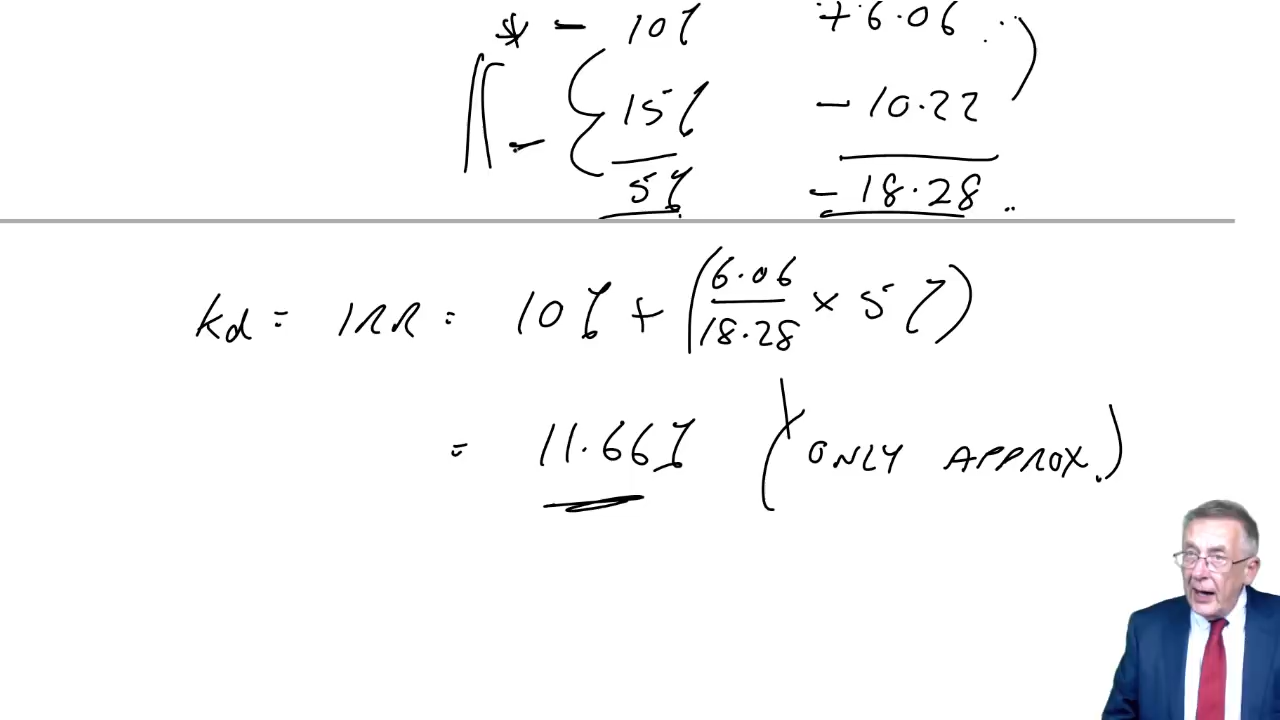 * - 10% +6.06
- 15% - 10.22
5% - 18.28
kd = IRR = 10% + (6.06/18.28 × 5%)
= 11.66% (ONLY APPROX.)